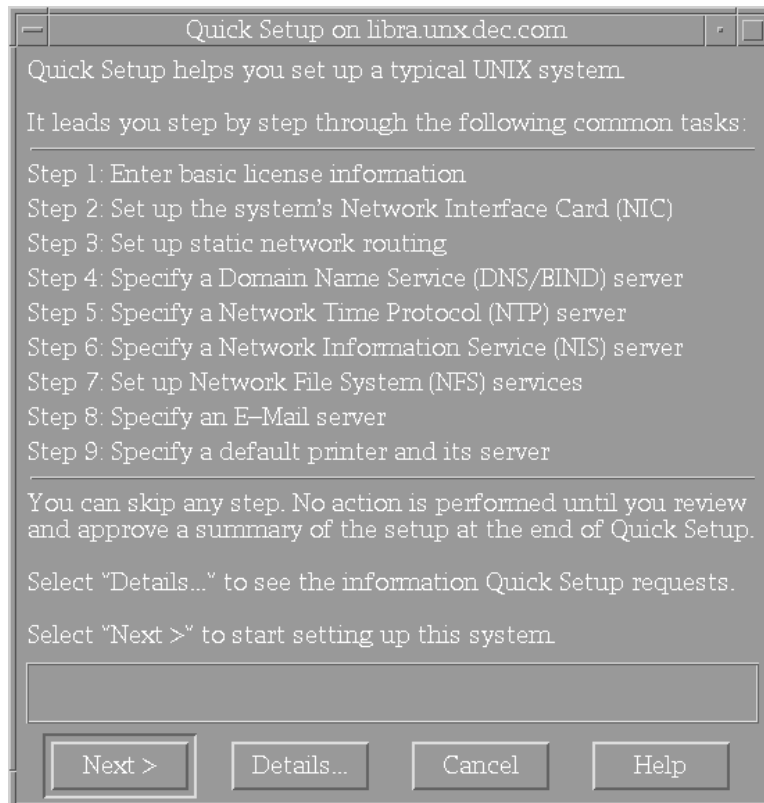 Quick Setup on libra.unx.dec.com
Quick Setup helps you set up a typical UNIX system.
It leads you step by step through the following common tasks:
Step 1: Enter basic license information
Step 2: Set up the system's Network Interface Card (NIC)
Step 3: Set up static network routing
Step 4: Specify a Domain Name Service (DNS/BIND) server
Step 5: Specify a Network Time Protocol (NTP) server
Step 6: Specify a Network Information Service (NIS) server
Step 7: Set up Network File System (NFS) services
Step 8: Specify an E-Mail server
Step 9: Specify a default printer and its server
You can skip any step. No action is performed until you review
and approve a summary of the setup at the end of Quick Setup.
Select "Details..." to see the information Quick Setup requests.
Select "Next >" to start setting up this system.
Next >
Details...
Cancel
Help